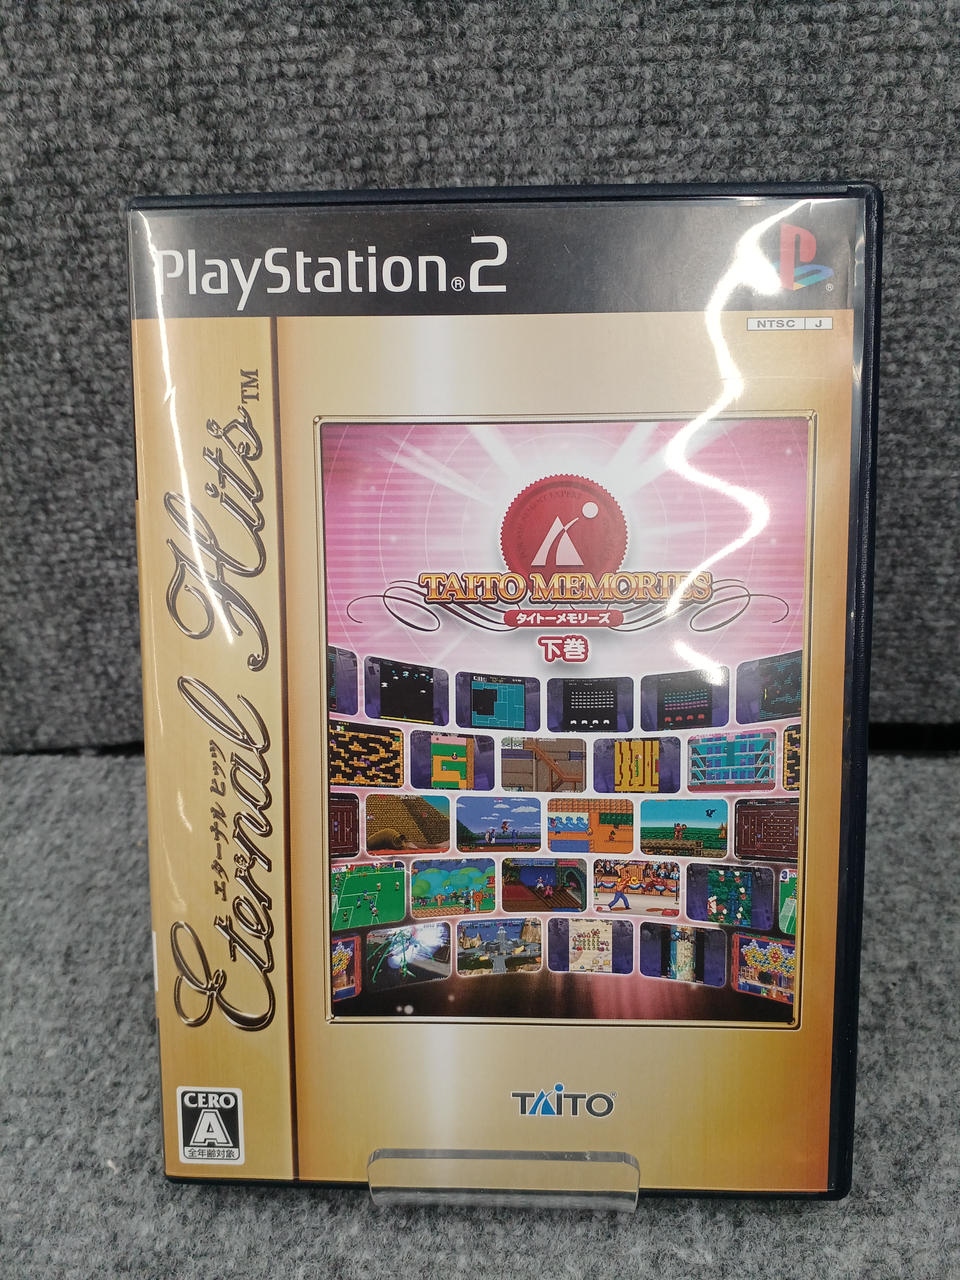 PlayStation®2
®
NTSC J
Eternal Hits™
エターナル ヒッツ
TAITO MEMORIES
タイトーメモリーズ
下巻
CERO
A
全年齢対象
TAITO®